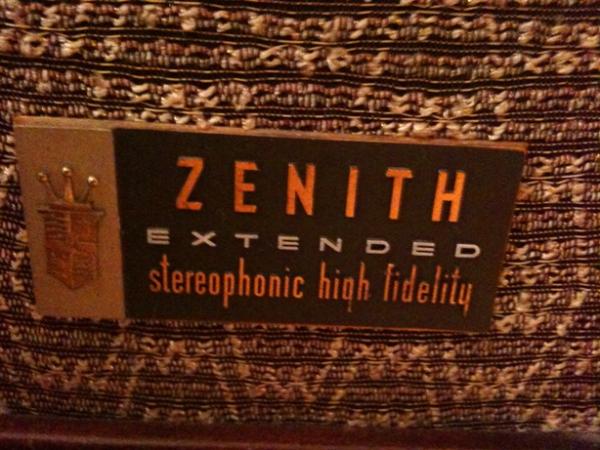 ZENITH
EXTENDED
stereophonic high fidelity